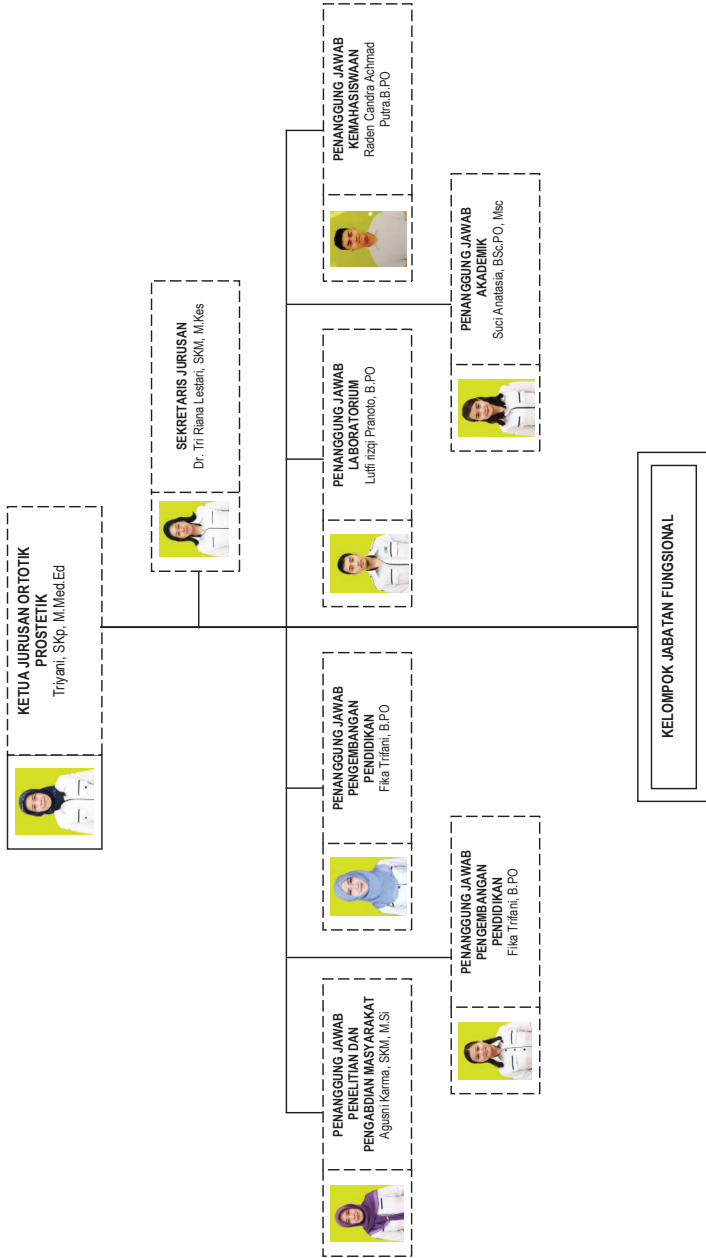 KETUA JURUSAN ORTOTIK
PROSTETIK
Triyani, SKp, M.Med.Ed
SEKRETARIS JURUSAN
Dr. Tri Riana Lestari, SKM, M.Kes
PENANGGUNG JAWAB
PENELITIAN DAN
PENGABDIAN MASYARAKAT
Agusni Karma, SKM, M.Si
PENANGGUNG JAWAB
PENGEMBANGAN
PENDIDIKAN
Fika Trifani, B.PO
PENANGGUNG JAWAB
LABORATORIUM
Lutfi rizqi Pranoto, B.PO
PENANGGUNG JAWAB
KEMAHASISWAAN
Raden Candra Achmad
Putra.B.PO
PENANGGUNG JAWAB
PENGEMBANGAN
PENDIDIKAN
Fika Trifani, B.PO
PENANGGUNG JAWAB
AKADEMIK
Suci Anatasia, BSc.PO, Msc
KELOMPOK JABATAN FUNGSIONAL